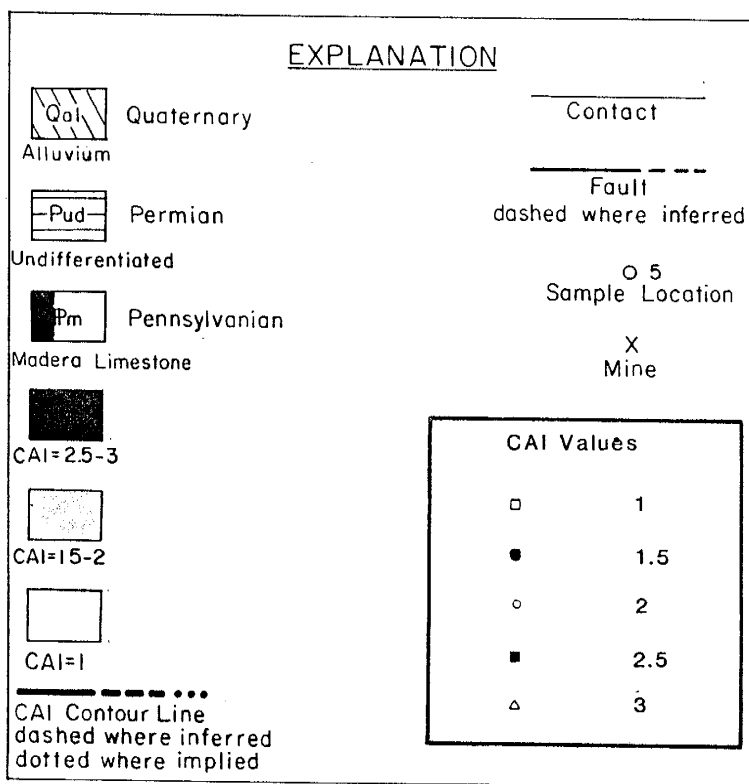 EXPLANATION
Qal Quaternary
Alluvium
Pud Permian
Undifferentiated
Pm Pennsylvanian
Madera Limestone
CAI=2.5-3
CAI=15-2
CAI=1
CAI Contour Line
dashed where inferred
dotted where implied
Contact
Fault
dashed where inferred
5
Sample Location
X
Mine
CAI Values
1
1.5
2
2.5
3